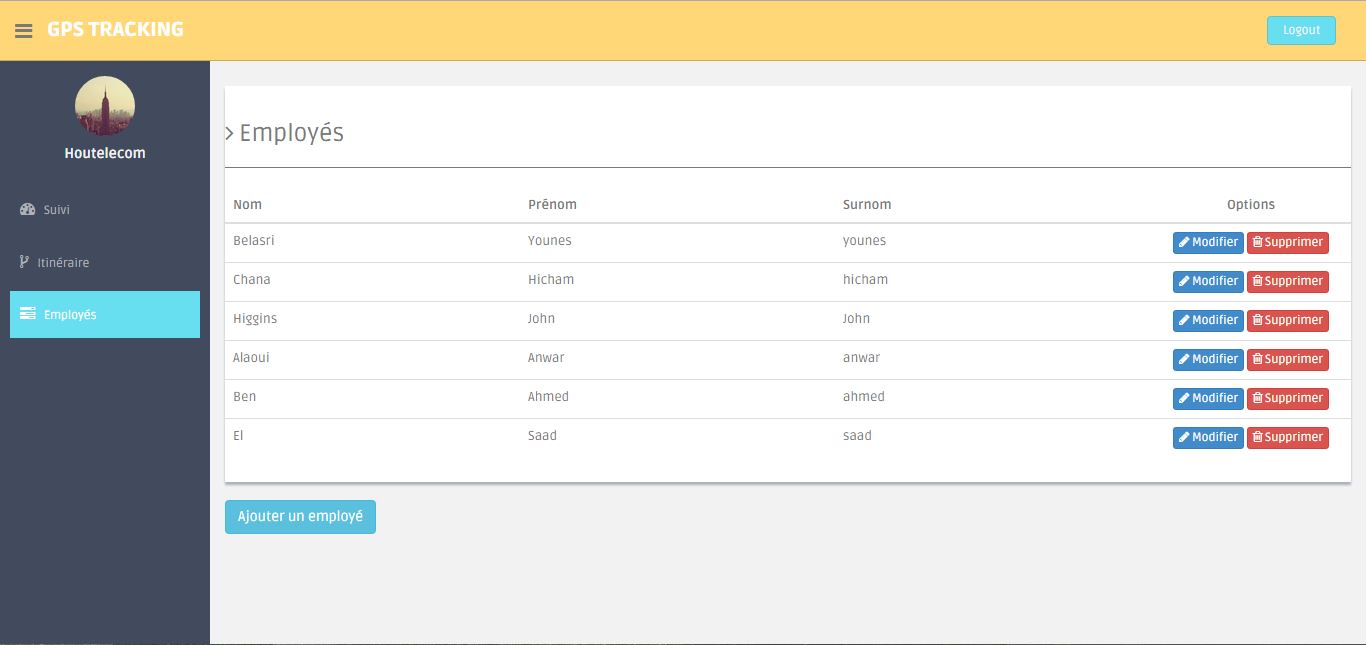 GPS TRACKING
Logout
Houtelecom
Suivi
Itinéraire
Employés
Employés
Nom Prénom Surnom Options
Belasri Younes younes Modifier Supprimer
Chana Hicham hicham Modifier Supprimer
Higgins John John Modifier Supprimer
Alaoui Anwar anwar Modifier Supprimer
Ben Ahmed ahmed Modifier Supprimer
El Saad saad Modifier Supprimer
Ajouter un employé